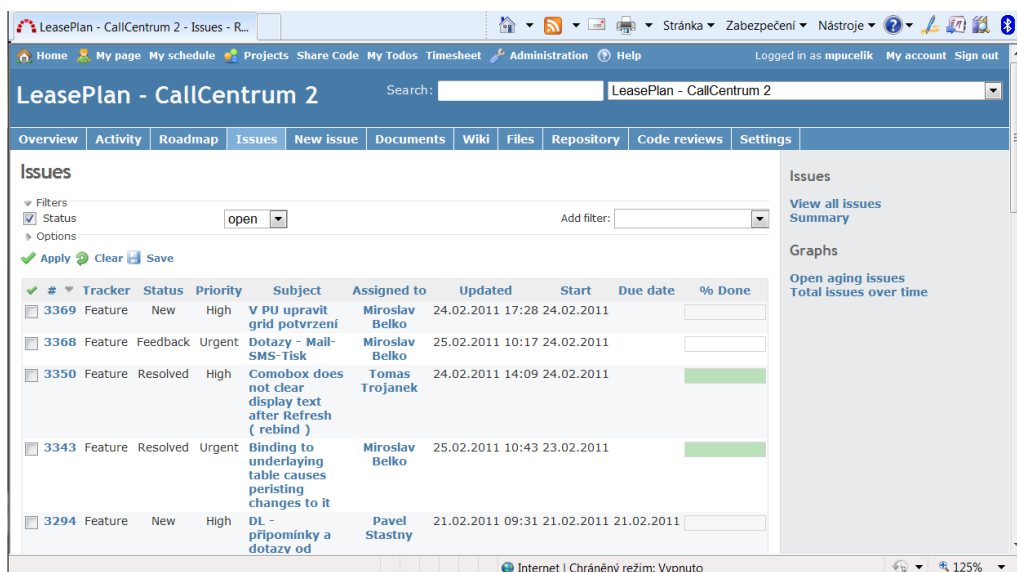 LeasePlan - CallCentrum 2 - Issues - R...
Stránka Zabezpečení Nástroje
Home My page My schedule Projects Share Code My Todos Timesheet Administration Help Logged in as mpucelik My account Sign out
LeasePlan - CallCentrum 2 Search: LeasePlan - CallCentrum 2
Overview Activity Roadmap Issues New issue Documents Wiki Files Repository Code reviews Settings
Issues
Filters
Status open Add filter:
Options
Apply Clear Save
# Tracker Status Priority Subject Assigned to Updated Start Due date % Done
3369 Feature New High V PU upravit Miroslav 24.02.2011 17:28 24.02.2011
grid potvrzení Belko
3368 Feature Feedback Urgent Dotazy - Mail- Miroslav 25.02.2011 10:17 24.02.2011
SMS-Tisk Belko
3350 Feature Resolved High Comobox does Tomas 24.02.2011 14:09 24.02.2011
not clear Trojanek
display text
after Refresh
( rebind )
3343 Feature Resolved Urgent Binding to Miroslav 25.02.2011 10:43 23.02.2011
underlaying Belko
table causes
peristing
changes to it
3294 Feature New High DL - Pavel 21.02.2011 09:31 21.02.2011 21.02.2011
připomínky a Stastny
dotazy od
Issues
View all issues
Summary
Graphs
Open aging issues
Total issues over time
Internet | Chráněný režim: Vypnuto 125%